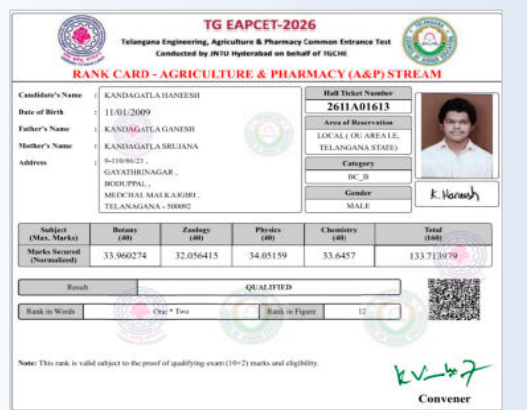 TG EAPCET-2026
Telangana Engineering, Agriculture & Pharmacy Common Entrance Test
Conducted by JNTU Hyderabad on behalf of TGCHE
RANK CARD - AGRICULTURE & PHARMACY (A&P) STREAM
Candidate's Name : KANDAGATLA HANEESH
Date of Birth : 11/01/2009
Father's Name : KANDAGATLA GANESH
Mother's Name : KANDAGATLA SRUJANA
Address : 9-110/86/21 ,
GAYATHRINAGAR ,
BODUPPAL ,
MEDCHAL MALKAJGIRI ,
TELANAGANA - 500092
Hall Ticket Number
2611A01613
Area of Reservation
LOCAL ( OU AREA I.E,
TELANGANA STATE)
Category
BC_B
Gender
MALE
K. Haneesh
Subject Botany Zoology Physics Chemistry Total
(Max. Marks) (40) (40) (40) (40) (160)
Marks Secured 33.960274 32.056415 34.05159 33.6457 133.713979
(Normalized)
Result QUALIFIED
Rank in Words One * Two Rank in Figure 12
Note: This rank is valid subject to the proof of qualifying exam (10+2) marks and eligibility.
Convener